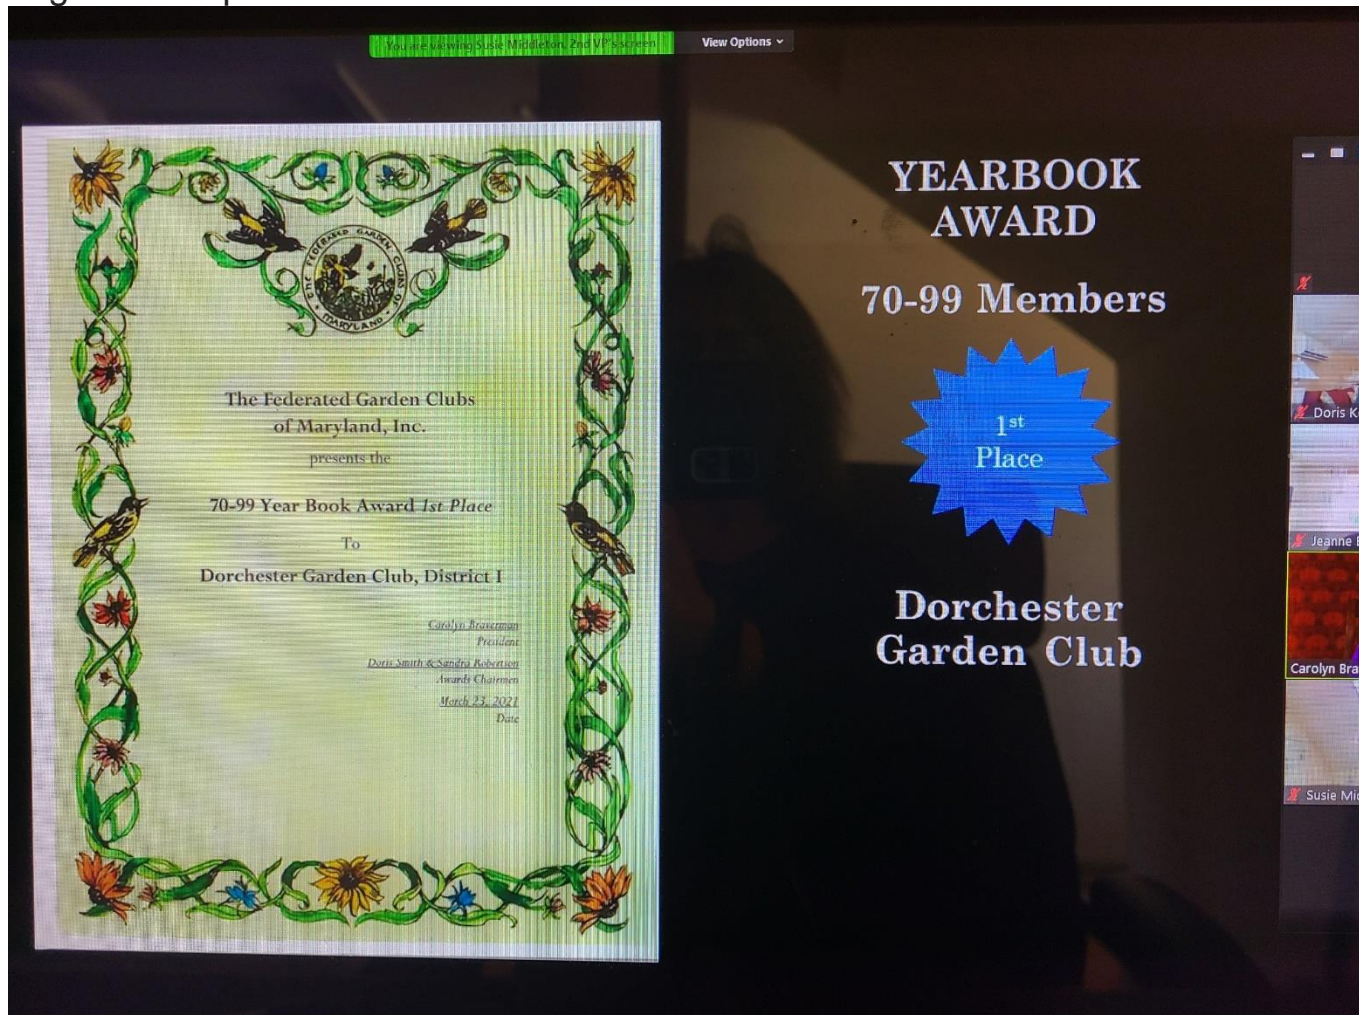 You are viewing Susie Middleton, 2nd VP's screen
View Options
THE FEDERATED GARDEN CLUBS OF
MARYLAND
The Federated Garden Clubs
of Maryland, Inc.
presents the
70-99 Year Book Award 1st Place
To
Dorchester Garden Club, District I
Carolyn Braverman
President
Doris Smith & Sandra Robertson
Awards Chairmen
March 23, 2021
Date
YEARBOOK
AWARD
70-99 Members
1st
Place
Dorchester
Garden Club
Doris K
Jeanne
Carolyn Bra
Susie Mi